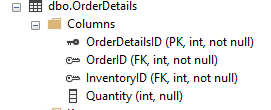 dbo.OrderDetails
Columns
OrderDetailsID (PK, int, not null)
OrderID (FK, int, not null)
InventoryID (FK, int, not null)
Quantity (int, null)